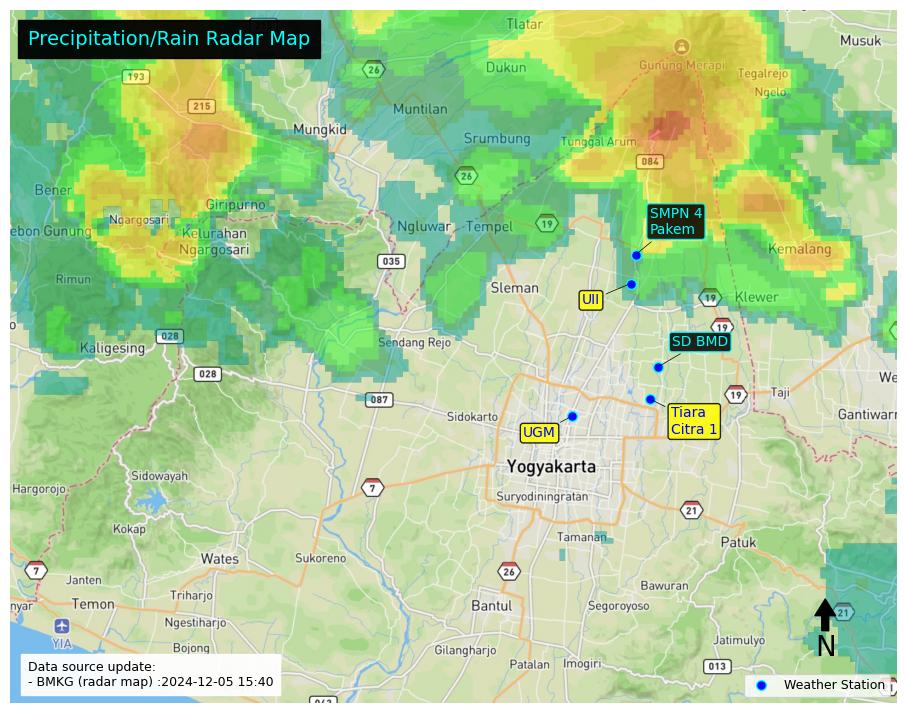 Precipitation/Rain Radar Map
Tlatar
Musuk
26
Gunung Merapi
Dukun
Tegalrejo
193
Ngelo
215
Muntilan
Mungkid
Srumbung
Tunggal Arum
084
26
Bener
Giripurno
SMPN 4
Pakem
Ngargosari
Ngluwar
Tempel
19
ebon Gunung
Kelurahan
Ngargosari
Kemalang
035
Rimun
Sleman
UII
19
Klewer
19
028
Kaligesing
Sendang Rejo
SD BMD
028
We
19
Taji
087
Sidokarto
Tiara
Citra 1
Gantiwarn
UGM
Yogyakarta
Sidowayah
Hargorejo
7
Suryodiningratan
21
Kokap
Tamanan
Patuk
Wates
Sukoreno
7
26
Janten
Bawuran
Triharjo
nyar
Temon
Bantul
Segoroyoso
21
Ngestiharjo
YIA
Jatimulyo
N
Bojong
Gilangharjo
Data source update:
- BMKG (radar map) :2024-12-05 15:40
Patalan
Imogiri
013
Weather Station